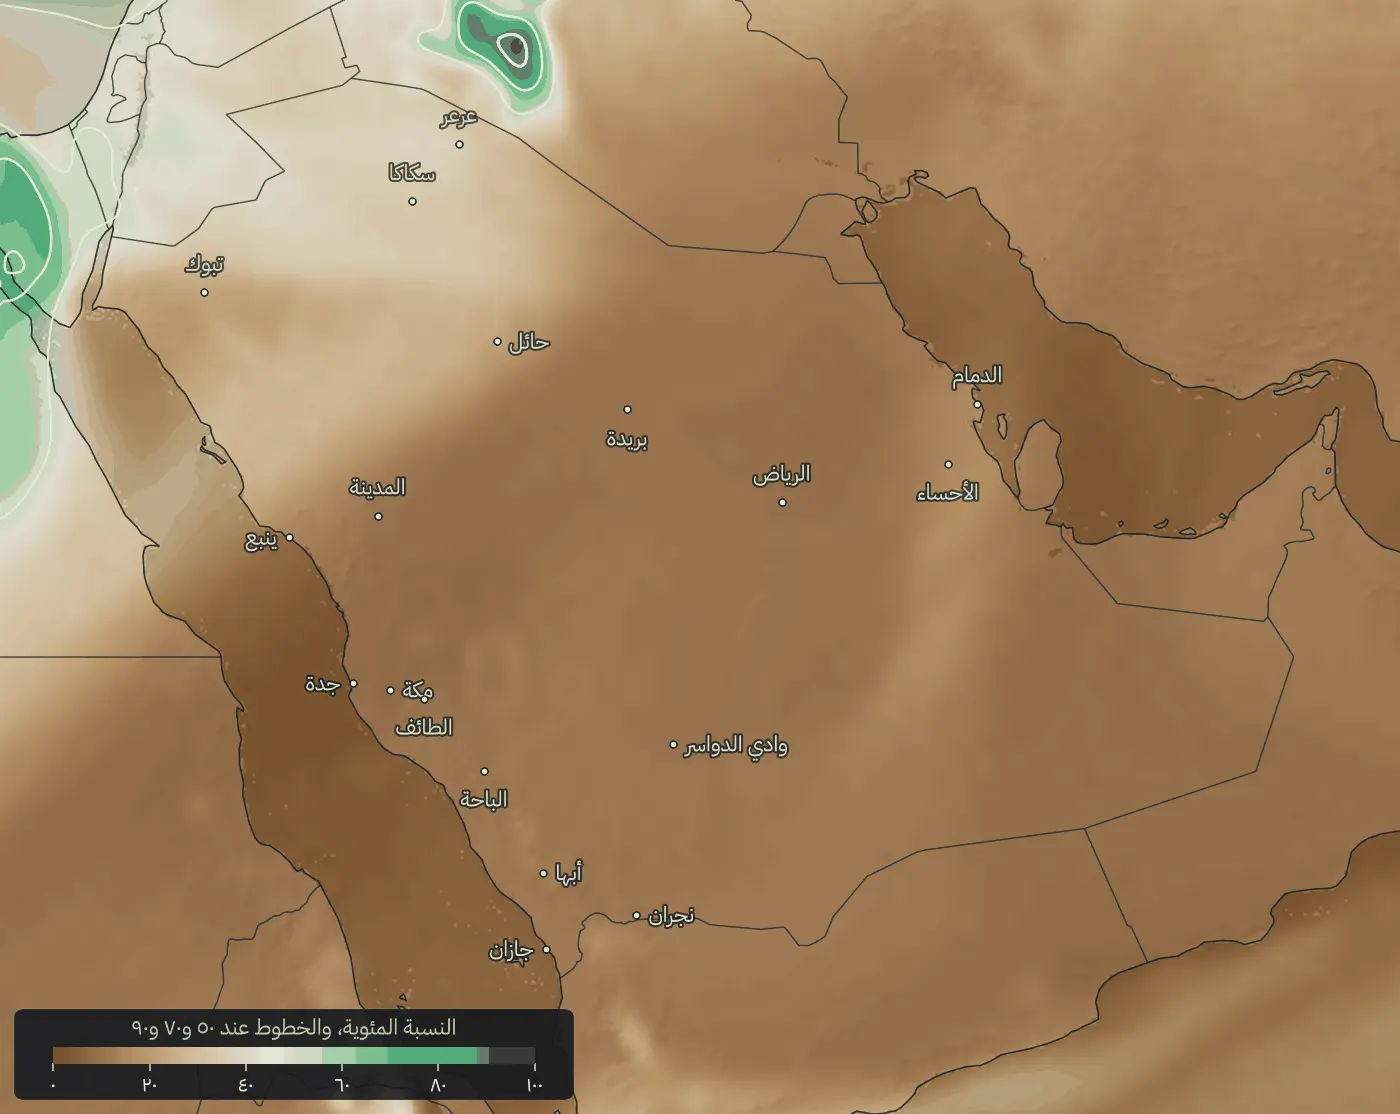 عرعر
سكاكا
تبوك
حائل
الدمام
بريدة
الرياض
الأحساء
المدينة
ينبع
جدة
مكة
الطائف
وادي الدواسر
الباحة
أبها
نجران
جازان
النسبة المئوية، والخطوط عند ٥٠ و٧٠ و٩٠
٠ ٢٠ ٤٠ ٦٠ ٨٠ ١٠٠